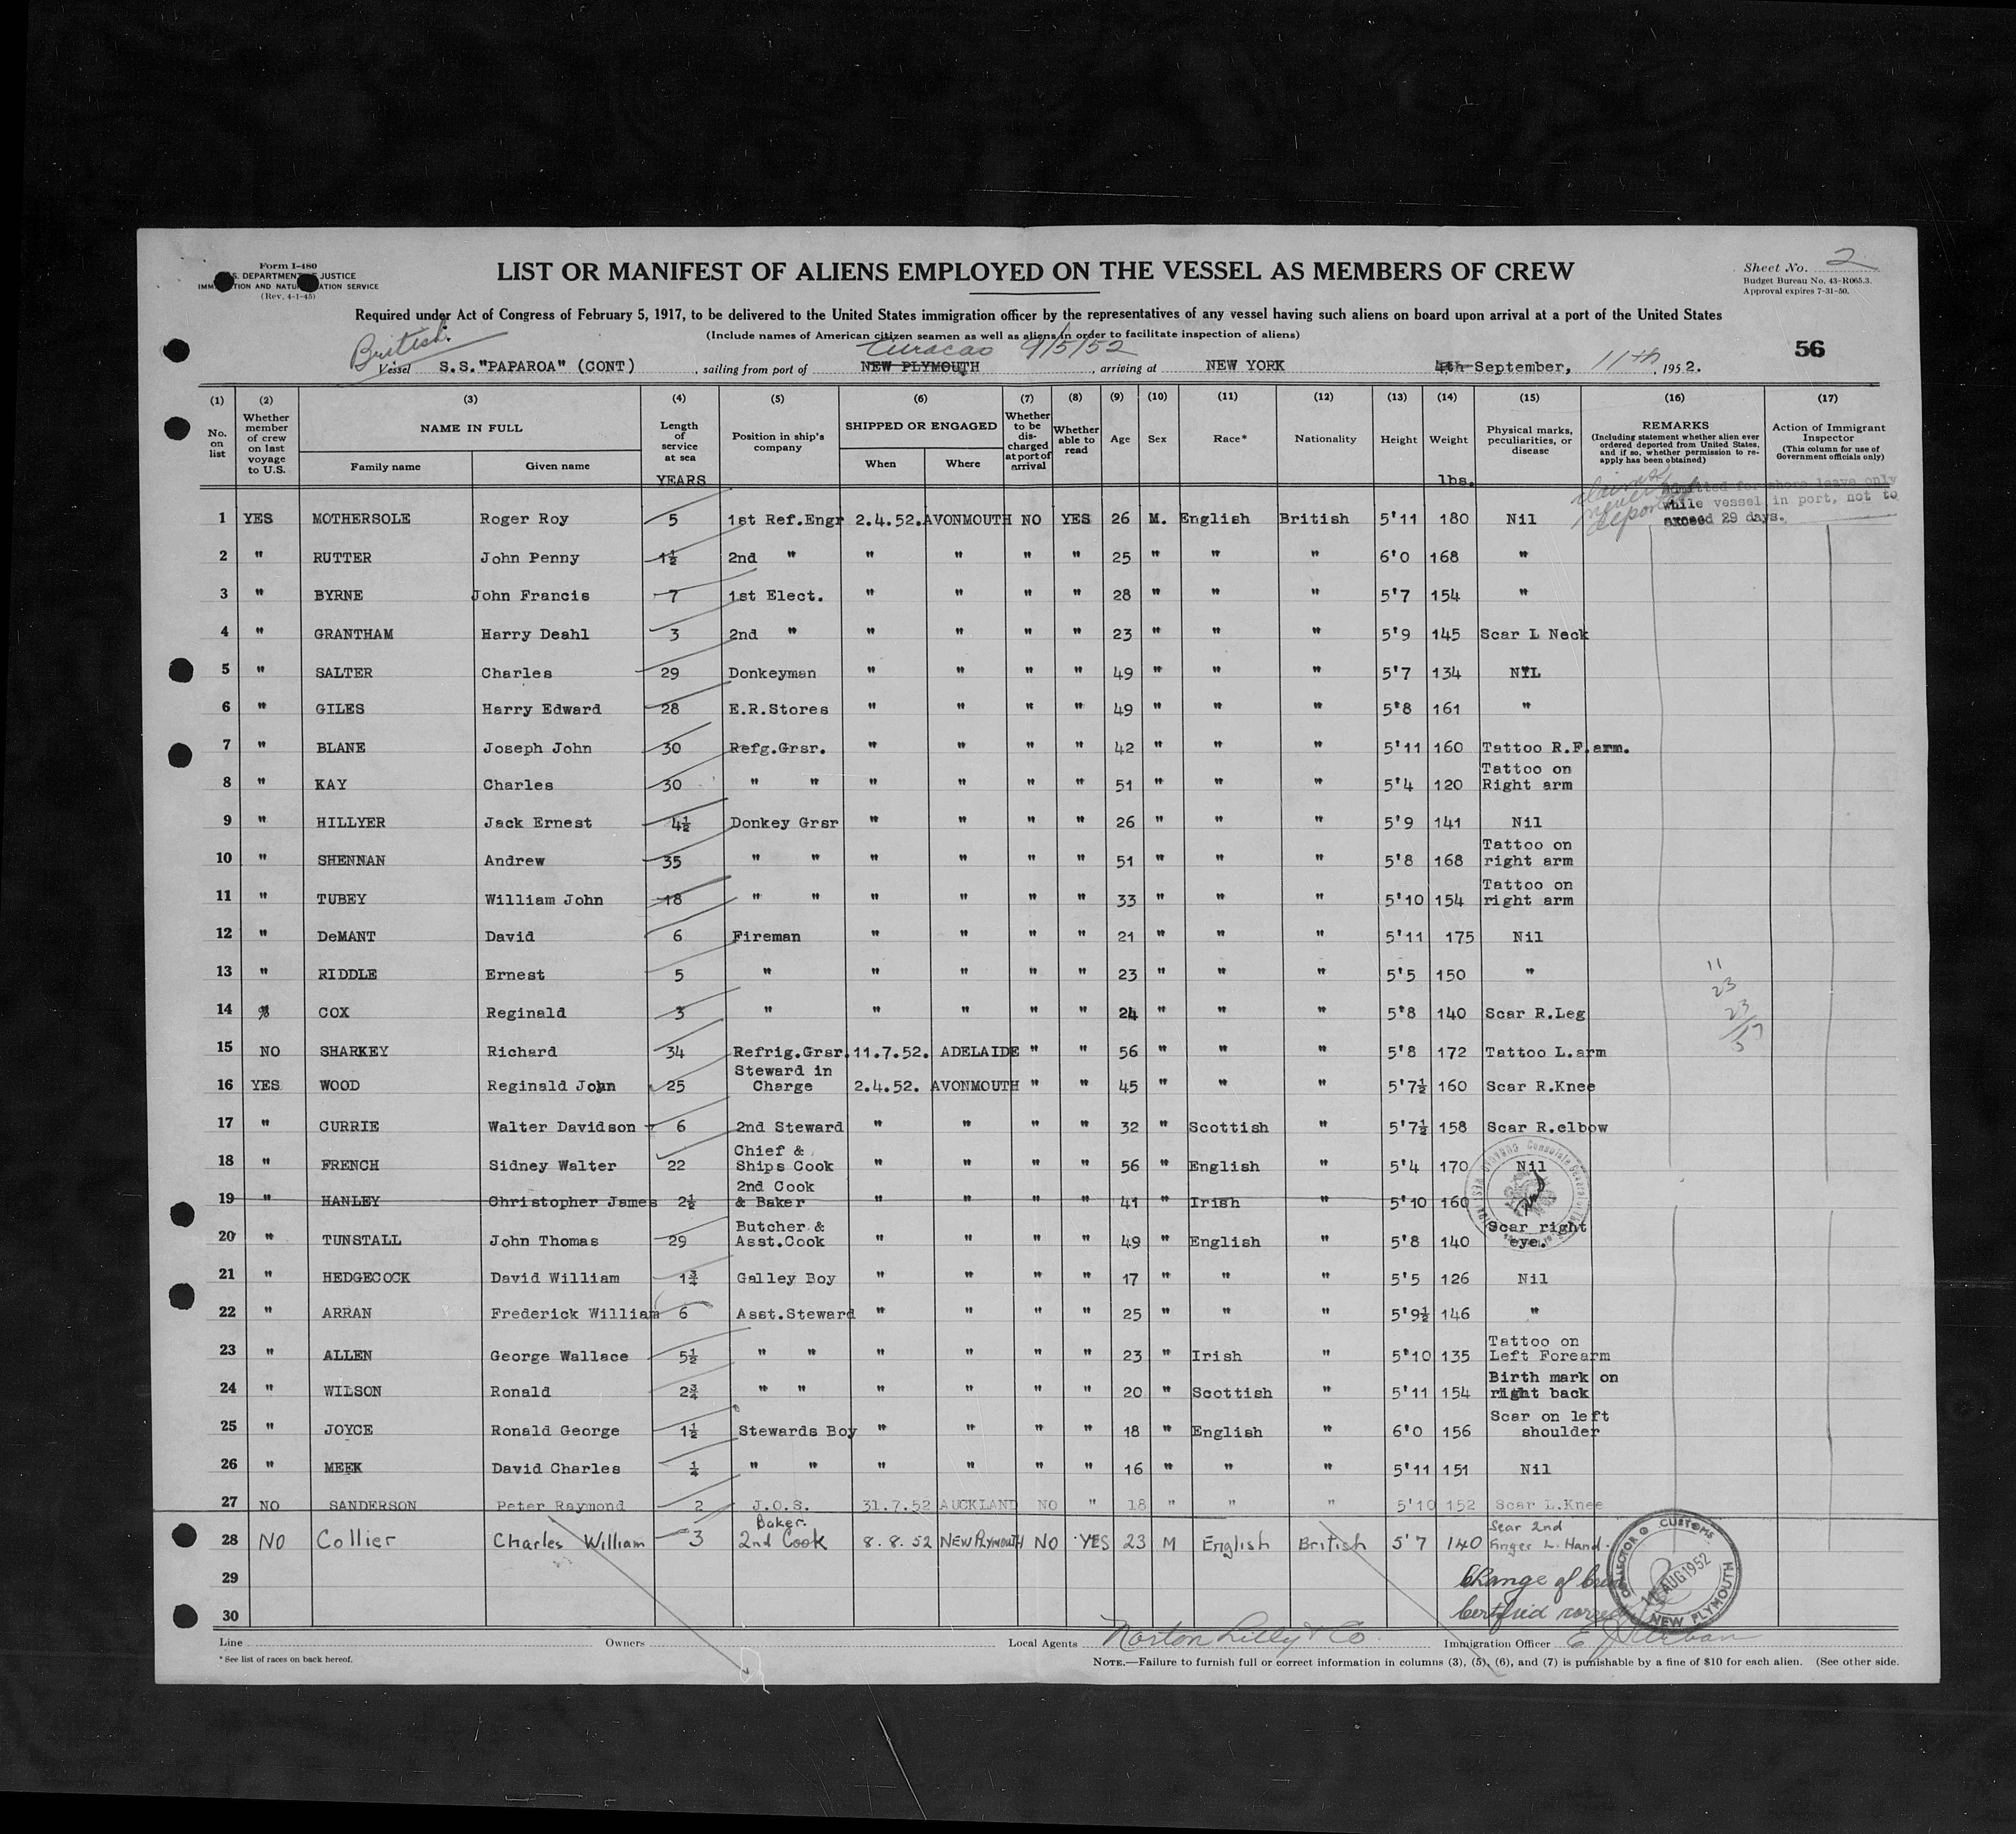 Form I-480
U.S. DEPARTMENT OF JUSTICE
IMMIGRATION AND NATURALIZATION SERVICE
(Rev. 4-1-45)
LIST OR MANIFEST OF ALIENS EMPLOYED ON THE VESSEL AS MEMBERS OF CREW
Sheet No. 2
Budget Bureau No. 43-R065.3.
Approval expires 7-31-50.
Required under Act of Congress of February 5, 1917, to be delivered to the United States immigration officer by the representatives of any vessel having such aliens on board upon arrival at a port of the United States
(Include names of American citizen seamen as well as aliens in order to facilitate inspection of aliens)
British Curacao 9/5/52
56
Vessel S.S."PAPAROA" (CONT) , sailing from port of NEW PLYMOUTH , arriving at NEW YORK 4th September, 11th, 1952.
(1) (2) (3) (4) (5) (6) (7) (8) (9) (10) (11) (12) (13) (14) (15) (16) (17)
No. on list
Whether member of crew on last voyage to U.S.
NAME IN FULL
Family name Given name
Length of service at sea
YEARS
Position in ship's company
SHIPPED OR ENGAGED
When Where
Whether to be discharged at port of arrival
Whether able to read
Age Sex Race* Nationality Height Weight
lbs.
Physical marks, peculiarities, or disease
REMARKS
(Including statement whether alien ever ordered deported from United States, and if so, whether permission to reapply has been obtained)
Action of Immigrant Inspector
(This column for use of Government officials only)
Admitted for shore leave only
while vessel in port, not to
exceed 29 days.
1 YES MOTHERSOLE Roger Roy 5 1st Ref.Engr 2.4.52. AVONMOUTH NO YES 26 M. English British 5'11 180 Nil
2 " RUTTER John Penny 1½ 2nd " " " " " 25 " " " 6'0 168 "
3 " BYRNE John Francis 7 1st Elect. " " " " 28 " " " 5'7 154 "
4 " GRANTHAM Harry Deahl 3 2nd " " " " " 23 " " " 5'9 145 Scar L Neck
5 " SALTER Charles 29 Donkeyman " " " " 49 " " " 5'7 134 NIL
6 " GILES Harry Edward 28 E.R.Stores " " " " 49 " " " 5'8 161 "
7 " BLANE Joseph John 30 Refg.Grsr. " " " " 42 " " " 5'11 160 Tattoo R.F.arm.
8 " KAY Charles 30 " " " " " " 51 " " " 5'4 120 Tattoo on Right arm
9 " HILLYER Jack Ernest 4½ Donkey Grsr " " " " 26 " " " 5'9 141 Nil
10 " SHENNAN Andrew 35 " " " " " " 51 " " " 5'8 168 Tattoo on right arm
11 " TUBEY William John 18 " " " " " " 33 " " " 5'10 154 Tattoo on right arm
12 " DeMANT David 6 Fireman " " " " 21 " " " 5'11 175 Nil
13 " RIDDLE Ernest 5 " " " " " 23 " " " 5'5 150 "
14 " COX Reginald 3 " " " " " 24 " " " 5'8 140 Scar R.Leg
15 NO SHARKEY Richard 34 Refrig.Grsr. 11.7.52. ADELAIDE " " 56 " " " 5'8 172 Tattoo L.arm
16 YES WOOD Reginald John 25 Steward in Charge 2.4.52. AVONMOUTH " " 45 " " " 5'7½ 160 Scar R.Knee
17 " CURRIE Walter Davidson 6 2nd Steward " " " " 32 " Scottish " 5'7½ 158 Scar R.elbow
18 " FRENCH Sidney Walter 22 Chief & Ships Cook " " " " 56 " English " 5'4 170 Nil
19 " HANLEY Christopher James 2½ 2nd Cook & Baker " " " " 41 " Irish " 5'10 160
20 " TUNSTALL John Thomas 29 Butcher & Asst.Cook " " " " 49 " English " 5'8 140 Scar right eye.
21 " HEDGECOCK David William 1¾ Galley Boy " " " " 17 " " " 5'5 126 Nil
22 " ARRAN Frederick William 6 Asst.Steward " " " " 25 " " " 5'9½ 146 "
23 " ALLEN George Wallace 5½ " " " " " " 23 " Irish " 5'10 135 Tattoo on Left Forearm
24 " WILSON Ronald 2¾ " " " " " " 20 " Scottish " 5'11 154 Birth mark on right back
25 " JOYCE Ronald George 1½ Stewards Boy " " " " 18 " English " 6'0 156 Scar on left shoulder
26 " MEEK David Charles ¼ " " " " " " 16 " " " 5'11 151 Nil
27 NO SANDERSON Peter Raymond 2 J.O.S. 31.7.52 AUCKLAND NO " 18 " " " 5'10 152 Scar L.Knee
28 NO Collier Charles William 3 Baker. 2nd Cook 8.8.52 NEW PLYMOUTH NO YES 23 M English British 5'7 140 Scar 2nd finger L. Hand.
29 Change of Crew
30 Certified correct
11
23
23
57
COLLECTOR OF CUSTOMS
AUG 1952
NEW PLYMOUTH
Line Owners Local Agents Norton Lilly & Co. Immigration Officer
* See list of races on back hereof.
NOTE.—Failure to furnish full or correct information in columns (3), (5), (6), and (7) is punishable by a fine of $10 for each alien. (See other side.